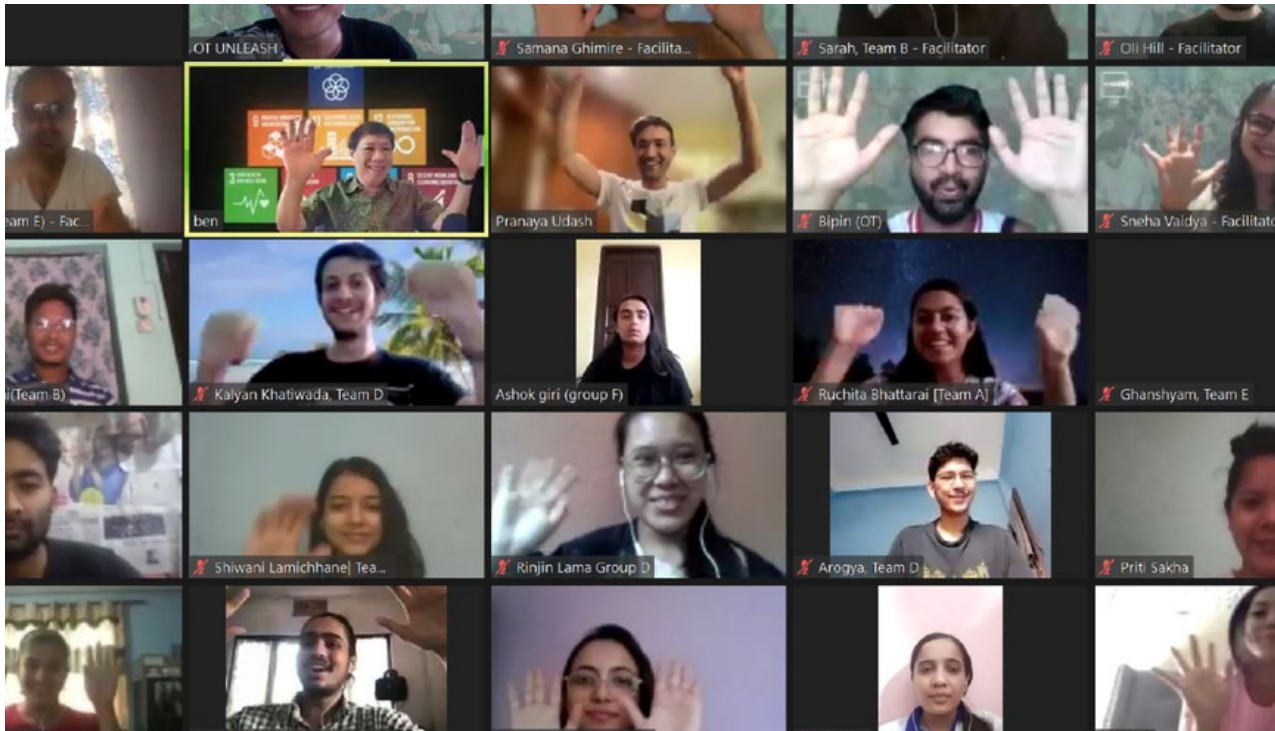 OT UNLEASH
Samana Ghimire - Facilita...
Sarah, Team B - Facilitator
Oli Hill - Facilitator
eam E) - Fac...
3
8
ben
Pranaya Udash
Bipin (OT)
Sneha Vaidya - Facilitato
i(Team B)
Kalyan Khatiwada, Team D
Ashok giri (group F)
Ruchita Bhattarai [Team A]
Ghanshyam, Team E
Shiwani Lamichhane| Tea...
Rinjin Lama Group D
Arogya, Team D
Priti Sakha